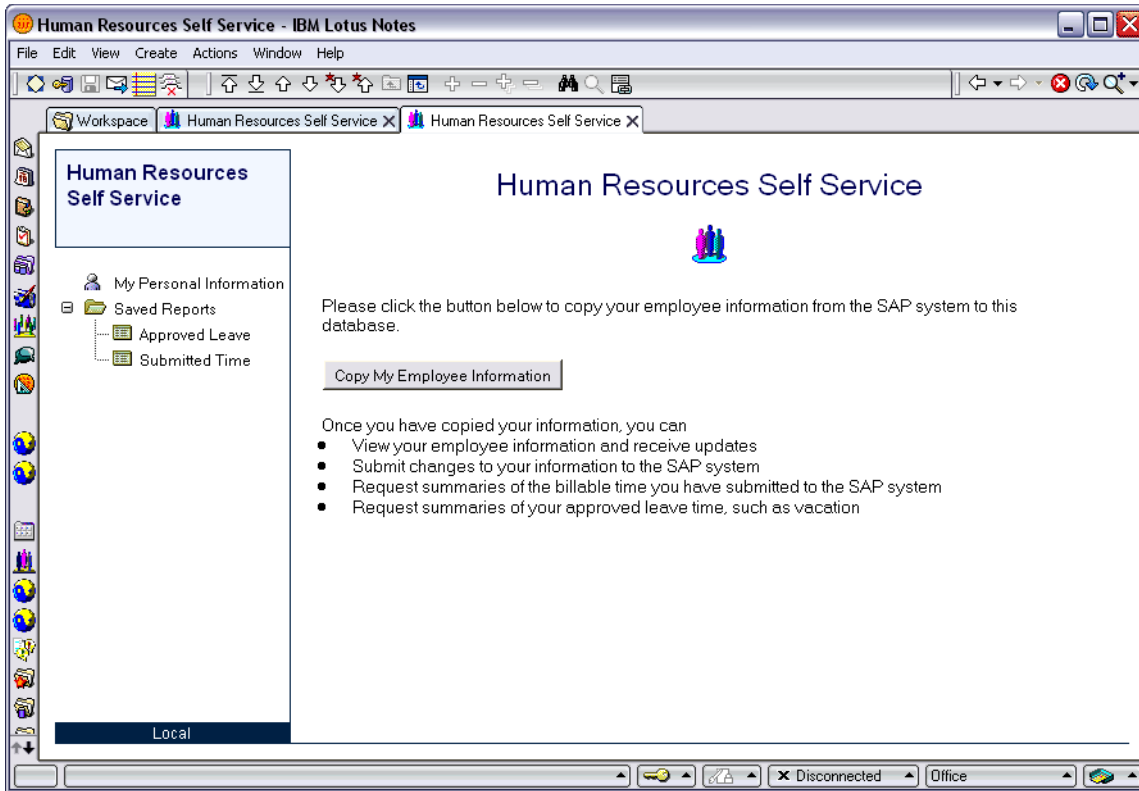 Human Resources Self Service - IBM Lotus Notes
File Edit View Create Actions Window Help
Workspace Human Resources Self Service Human Resources Self Service
Human Resources
Self Service
My Personal Information
Saved Reports
Approved Leave
Submitted Time
Local
Human Resources Self Service
Please click the button below to copy your employee information from the SAP system to this
database.
Copy My Employee Information
Once you have copied your information, you can
● View your employee information and receive updates
● Submit changes to your information to the SAP system
● Request summaries of the billable time you have submitted to the SAP system
● Request summaries of your approved leave time, such as vacation
Disconnected Office